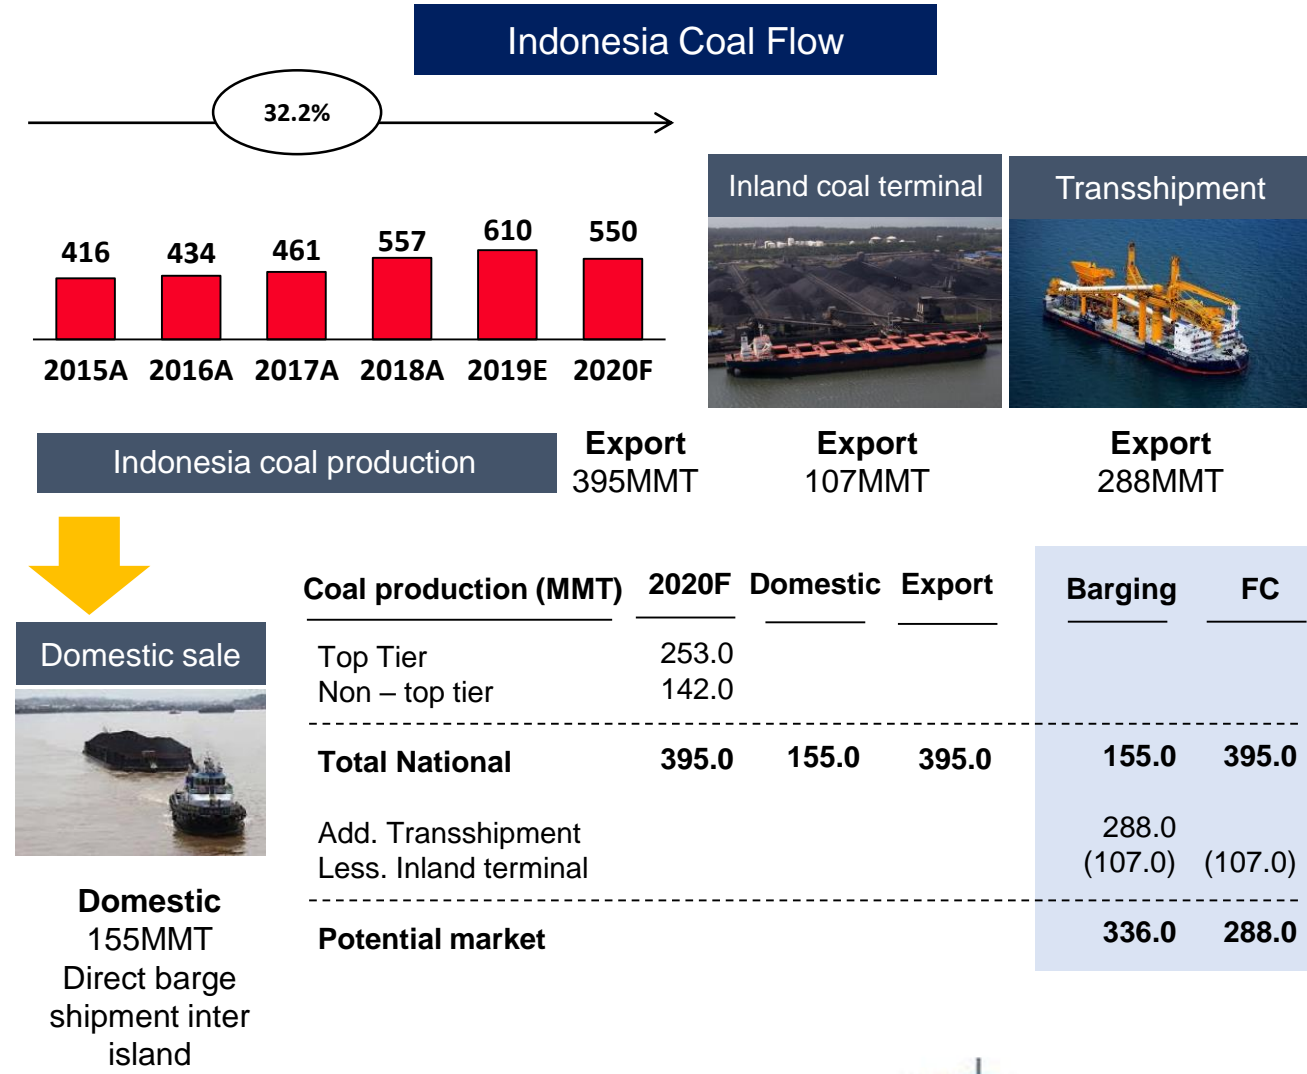 Indonesia Coal Flow
32.2%
416 434 461 557 610 550
2015A 2016A 2017A 2018A 2019E 2020F
Inland coal terminal
Transshipment
Indonesia coal production
Export
395MMT
Export
107MMT
Export
288MMT
Domestic sale
Domestic
155MMT
Direct barge
shipment inter
island
Coal production (MMT) 2020F Domestic Export Barging FC
Top Tier 253.0
Non – top tier 142.0
Total National 395.0 155.0 395.0 155.0 395.0
Add. Transshipment 288.0
Less. Inland terminal (107.0) (107.0)
Potential market 336.0 288.0